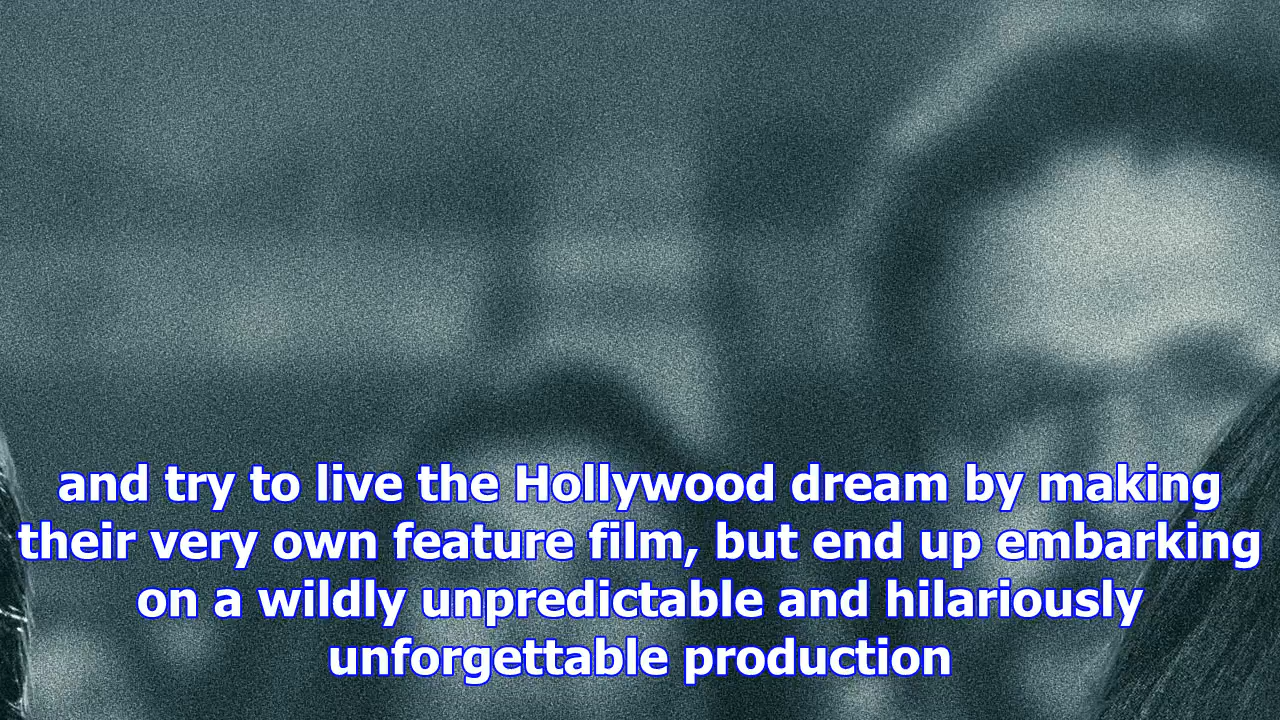 and try to live the Hollywood dream by making
their very own feature film, but end up embarking
on a wildly unpredictable and hilariously
unforgettable production